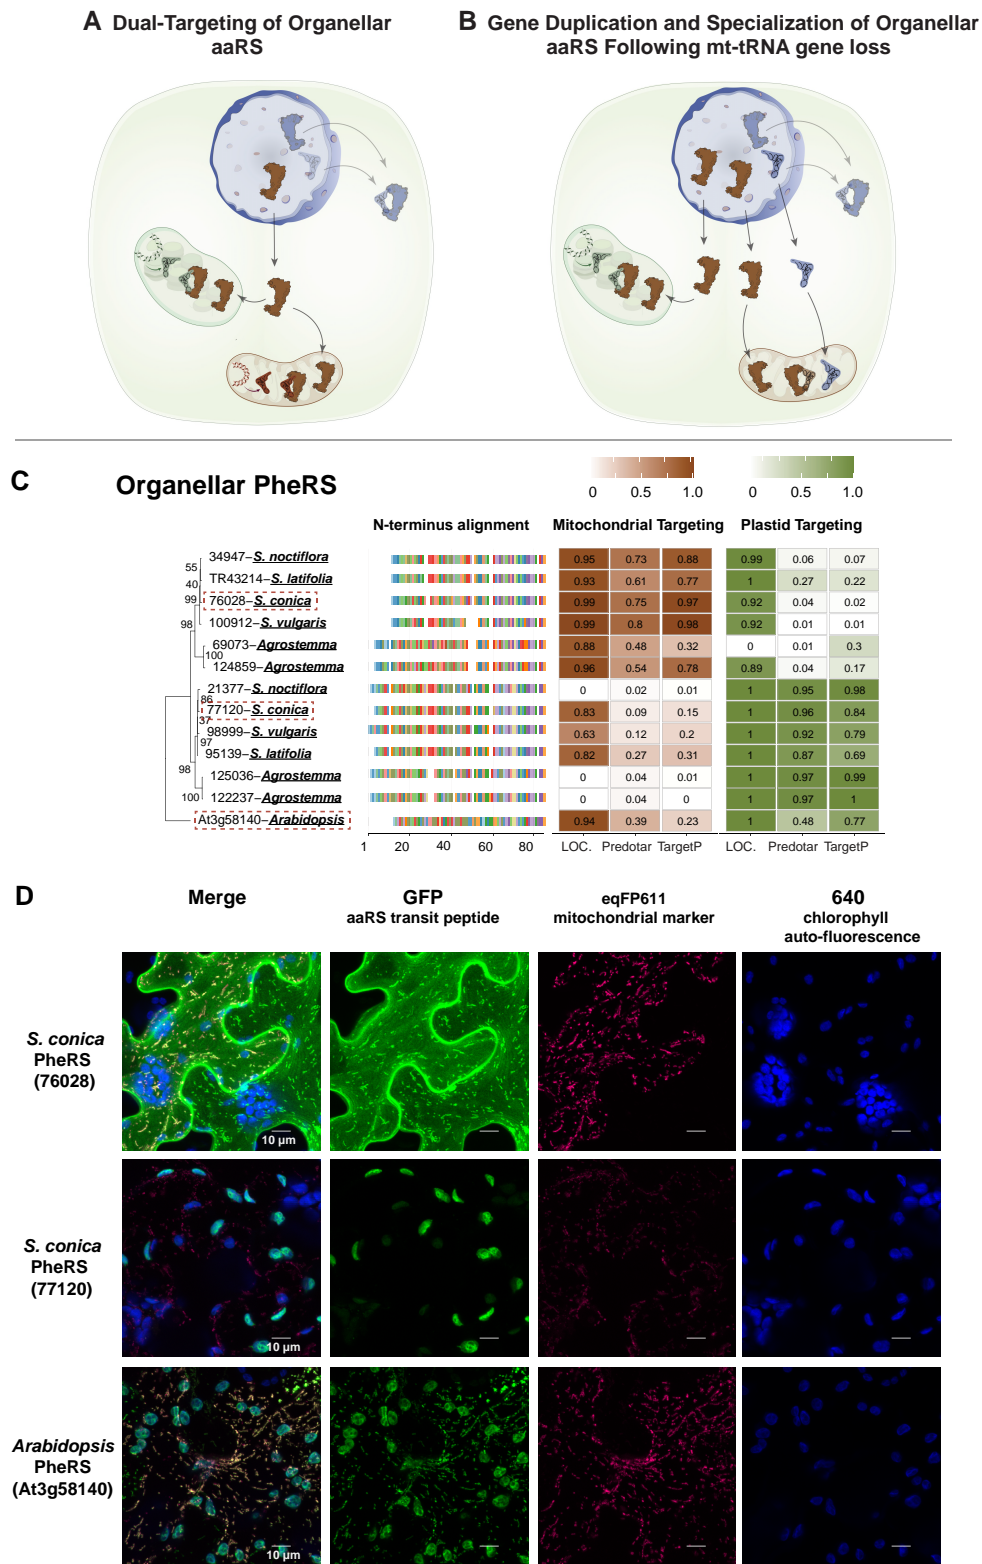 A Dual-Targeting of Organellar
aaRS
B Gene Duplication and Specialization of Organellar
aaRS Following mt-tRNA gene loss
C
Organellar PheRS
0 0.5 1.0
0 0.5 1.0
N-terminus alignment Mitochondrial Targeting Plastid Targeting
34947–S. noctiflora 0.95 0.73 0.88 0.99 0.06 0.07
55
TR43214–S. latifolia 0.93 0.61 0.77 1 0.27 0.22
40
99 76028–S. conica 0.99 0.75 0.97 0.92 0.04 0.02
100912–S. vulgaris 0.99 0.8 0.98 0.92 0.01 0.01
98
69073–Agrostemma 0.88 0.48 0.32 0 0.01 0.3
100
124859–Agrostemma 0.96 0.54 0.78 0.89 0.04 0.17
21377–S. noctiflora 0 0.02 0.01 1 0.95 0.98
86
77120–S. conica 0.83 0.09 0.15 1 0.96 0.84
37
98999–S. vulgaris 0.63 0.12 0.2 1 0.92 0.79
97
95139–S. latifolia 0.82 0.27 0.31 1 0.87 0.69
98
125036–Agrostemma 0 0.04 0.01 1 0.97 0.99
100 122237–Agrostemma 0 0.04 0 1 0.97 1
At3g58140–Arabidopsis 0.94 0.39 0.23 1 0.48 0.77
1 20 40 60 80 LOC. Predotar TargetP LOC. Predotar TargetP
D
Merge
GFP
aaRS transit peptide
eqFP611
mitochondrial marker
640
chlorophyll
auto-fluorescence
S. conica
PheRS
(76028)
10 µm
S. conica
PheRS
(77120)
10 µm
Arabidopsis
PheRS
(At3g58140)
10 µm